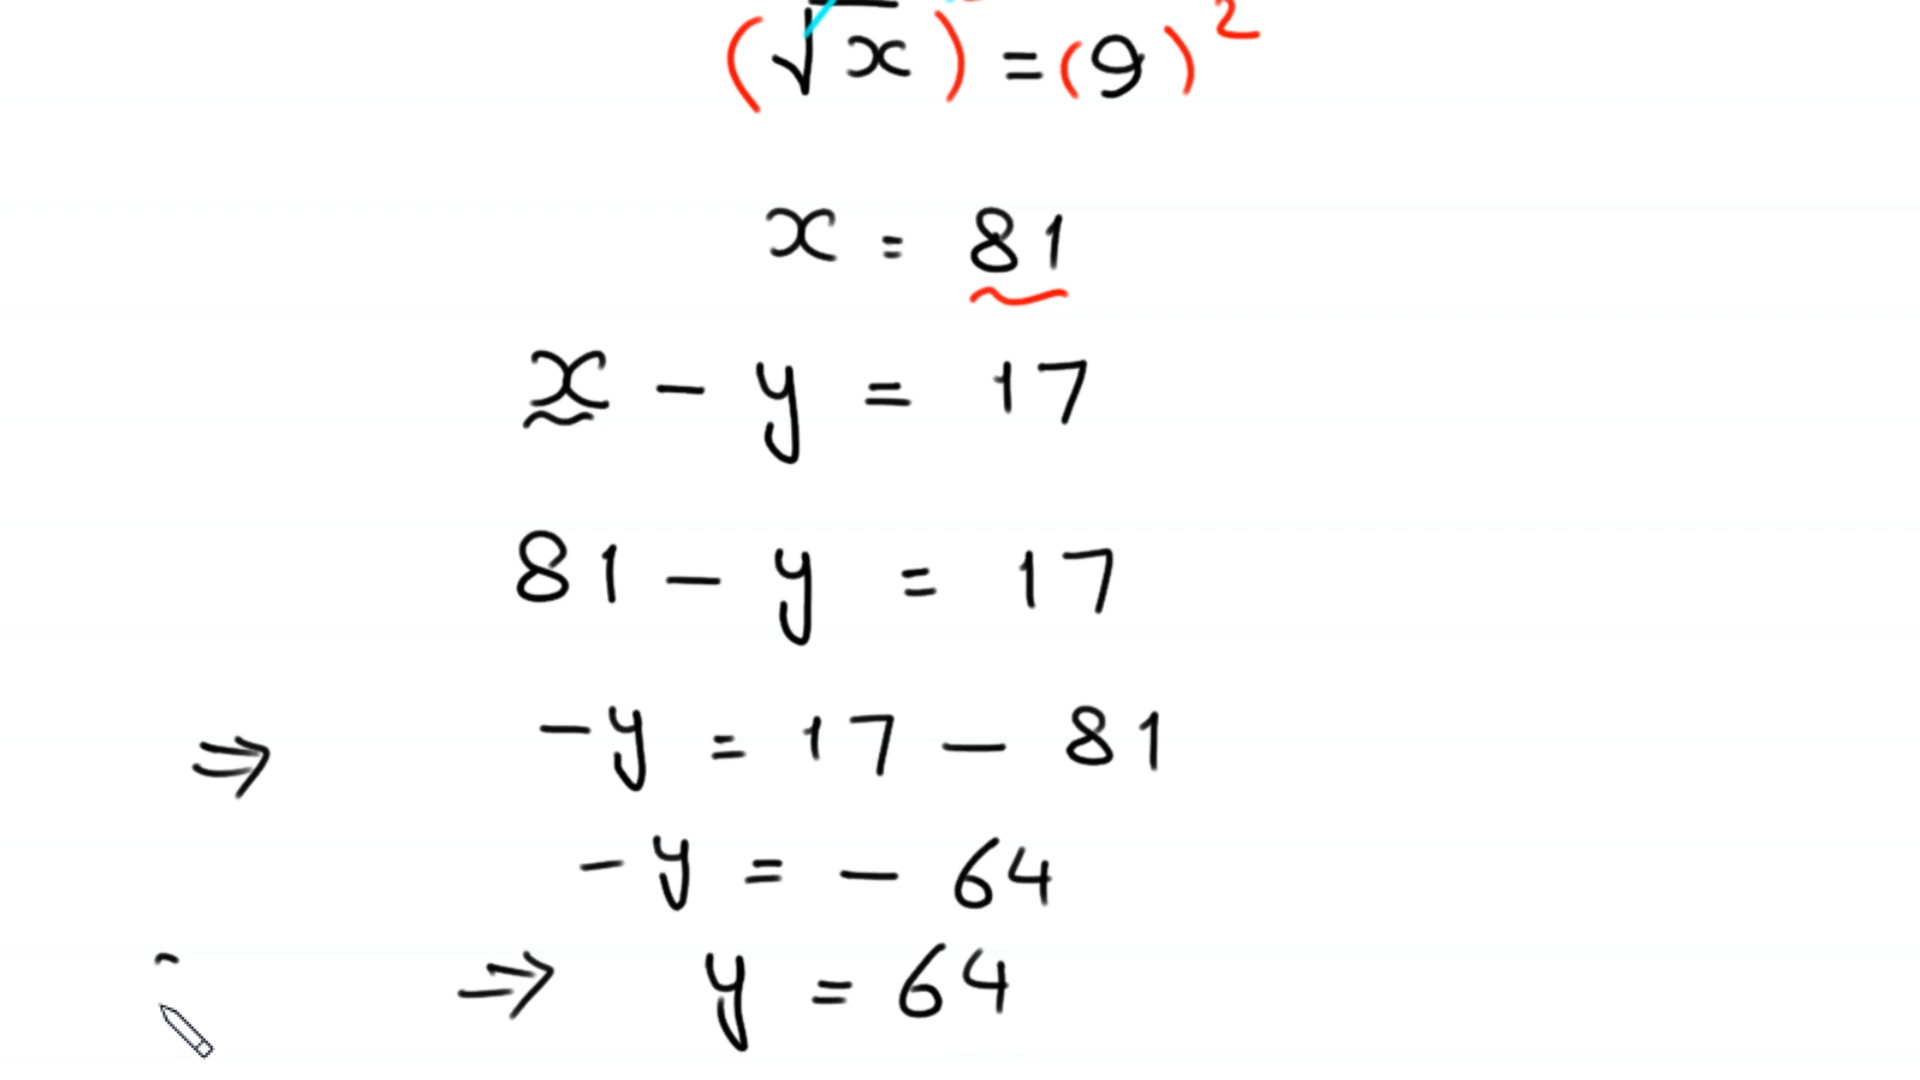 (√x) = (9)²
x = 81
x - y = 17
81 - y = 17
⇒ -y = 17 - 81
-y = - 64
⇒ y = 64